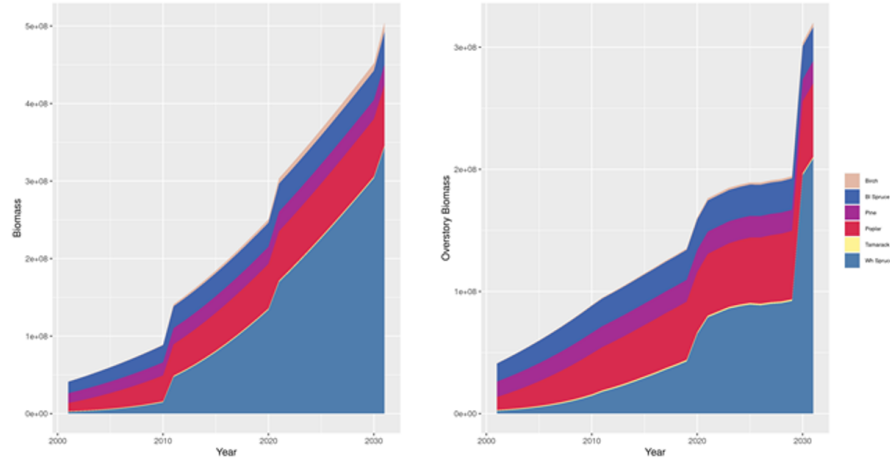 5e+08
4e+08
3e+08
2e+08
1e+08
0e+00
Biomass
2000
2010
2020
2030
Year
3e+08
2e+08
1e+08
0e+00
Overstory Biomass
2000
2010
2020
2030
Year
Birch
Bl Spruce
Pine
Poplar
Tamarack
Wh Spruc